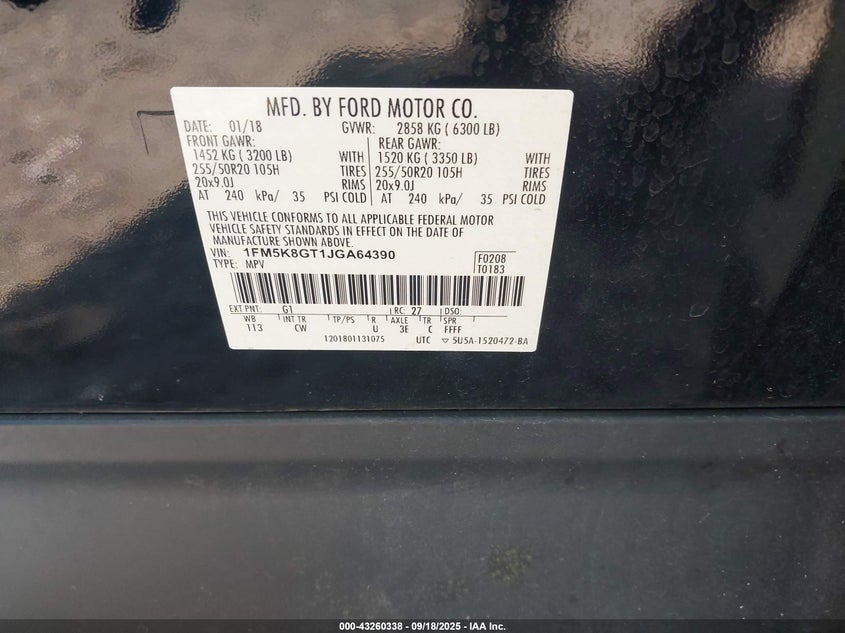 MFD. BY FORD MOTOR CO.
DATE: 01/18 GVWR: 2858 KG ( 6300 LB)
FRONT GAWR: REAR GAWR:
1452 KG ( 3200 LB) WITH 1520 KG ( 3350 LB) WITH
255/50R20 105H TIRES 255/50R20 105H TIRES
20x9.0J RIMS 20x9.0J RIMS
AT 240 kPa/ 35 PSI COLD AT 240 kPa/ 35 PSI COLD
THIS VEHICLE CONFORMS TO ALL APPLICABLE FEDERAL MOTOR
VEHICLE SAFETY STANDARDS IN EFFECT ON THE DATE OF
MANUFACTURE SHOWN ABOVE.
VIN: 1FM5K8GT1JGA64390 F0208
TYPE: MPV T0183
EXT PNT: G1 RC: 27 DSO:
WB INT TR TP/PS R AXLE TR SPR
113 CW U 3E C FFFF
1201801131075 UTC ▽ 5U5A-1520472-BA
000-43260338 - 09/18/2025 - IAA Inc.